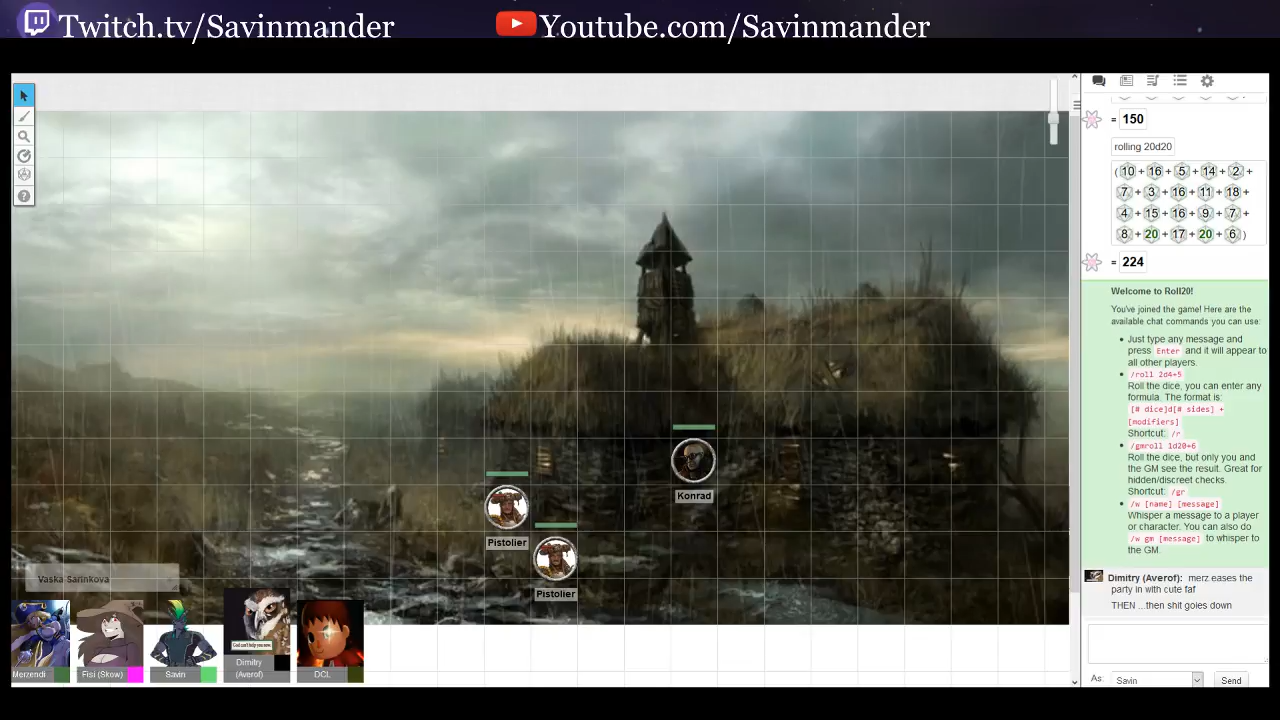 Twitch.tv/Savinmander
Youtube.com/Savinmander
= 150
rolling 20d20
(10+16+5+14+2+
7+3+16+11+18+
4+15+16+9+7+
8+20+17+20+6)
= 224
Welcome to Roll20!
You've joined the game! Here are the
available chat commands you can use:
Just type any message and
press Enter and it will appear to
all other players.
/roll 2d4+5
Roll the dice, you can enter any
formula. The format is:
[# dice]d[# sides] +
[modifiers]
Shortcut: /r
/gmroll 1d20+6
Roll the dice, but only you and
the GM see the result. Great for
hidden/discreet checks.
Shortcut: /gr
/w [name] [message]
Whisper a message to a player
or character. You can also do
/w gm [message] to whisper to
the GM.
Dimitry (Averof): merz eases the
party in with cute faf
THEN ...then shit goies down
As:
Savin
Send
Konrad
Pistolier
Pistolier
Vaska Sarinkova
Merzendi
Fisi (Skow)
Savin
God can't help you now.
Dimitry
(Averof)
DCL